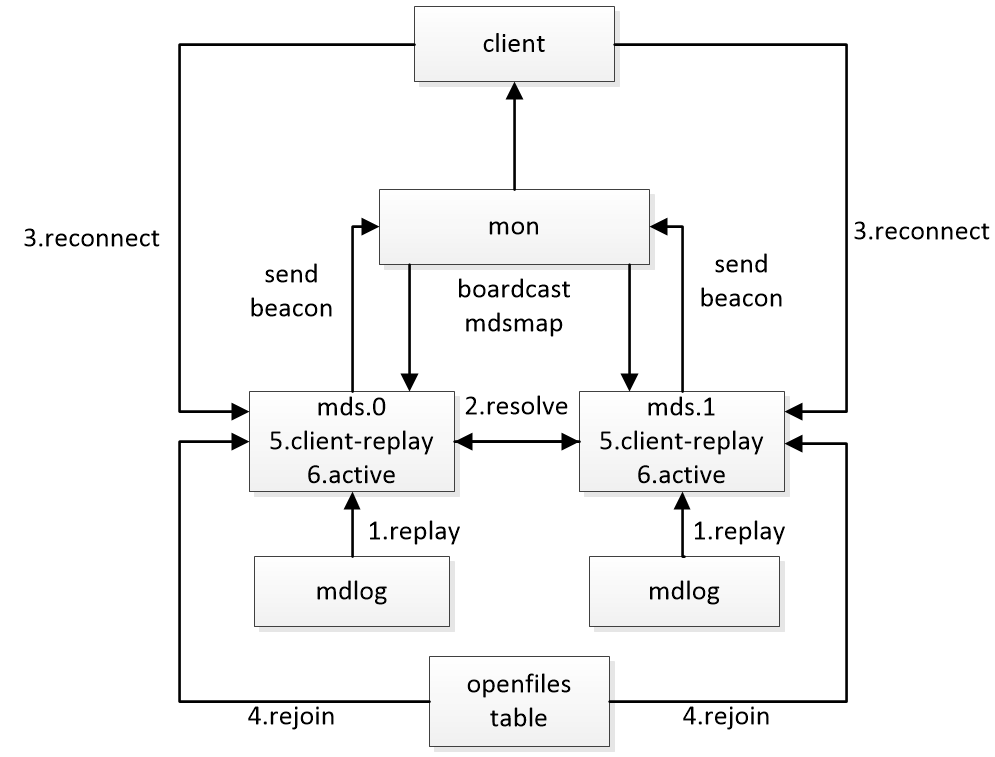 client
mon
3.reconnect
3.reconnect
send
beacon
boardcast
mdsmap
send
beacon
mds.0
5.client-replay
6.active
2.resolve
mds.1
5.client-replay
6.active
1.replay
1.replay
mdlog
mdlog
openfiles
table
4.rejoin
4.rejoin